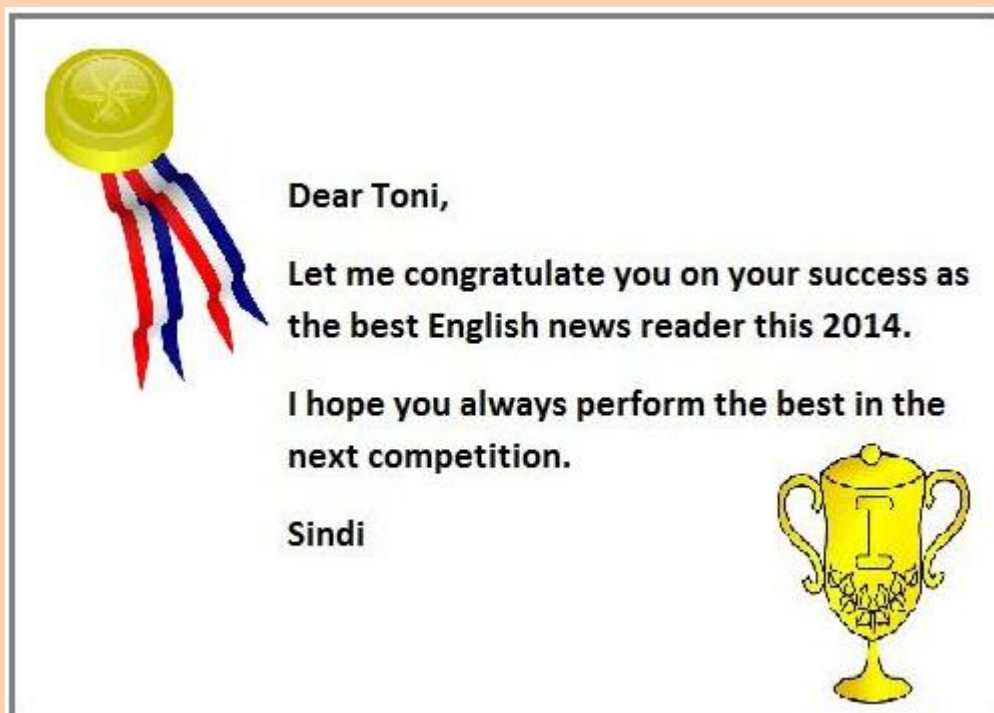 Dear Toni,
Let me congratulate you on your success as
the best English news reader this 2014.
I hope you always perform the best in the
next competition.
Sindi